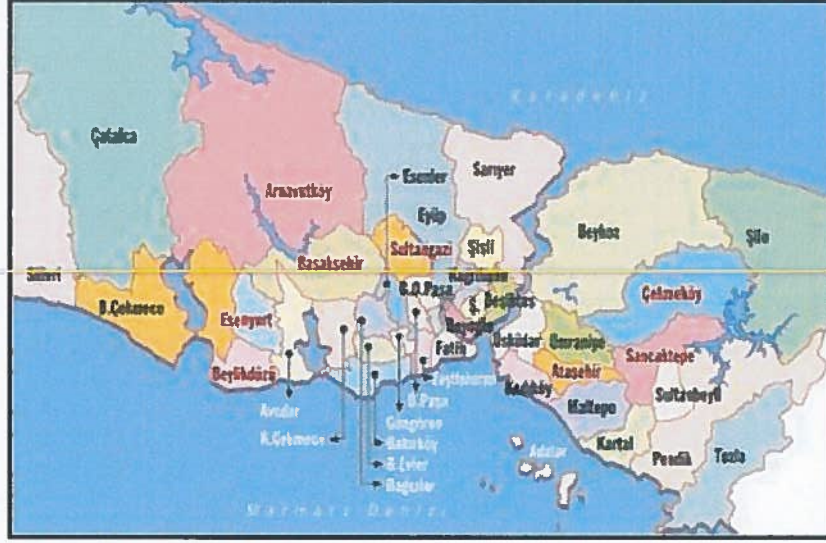 Karadeniz
Çatalca
Sarıyer
Esenler
Arnavutköy
Eyüp
Beykoz
Şile
Sultangazi
Şişli
Başakşehir
Silivri
Kağıthane
G.O.Paşa
Çekmeköy
B.Çekmece
Beşiktaş
Ş.
Esenyurt
Beyoğlu
Üsküdar
Ümraniye
Fatih
Sancaktepe
Ataşehir
Beylikdüzü
Zeytinburnu
Kadıköy
Sultanbeyli
B.Paşa
Maltepe
Avcılar
Güngören
K.Çekmece
Bakırköy
Kartal
Adalar
Pendik
Tuzla
B.Evler
Bağcılar
Marmara Denizi